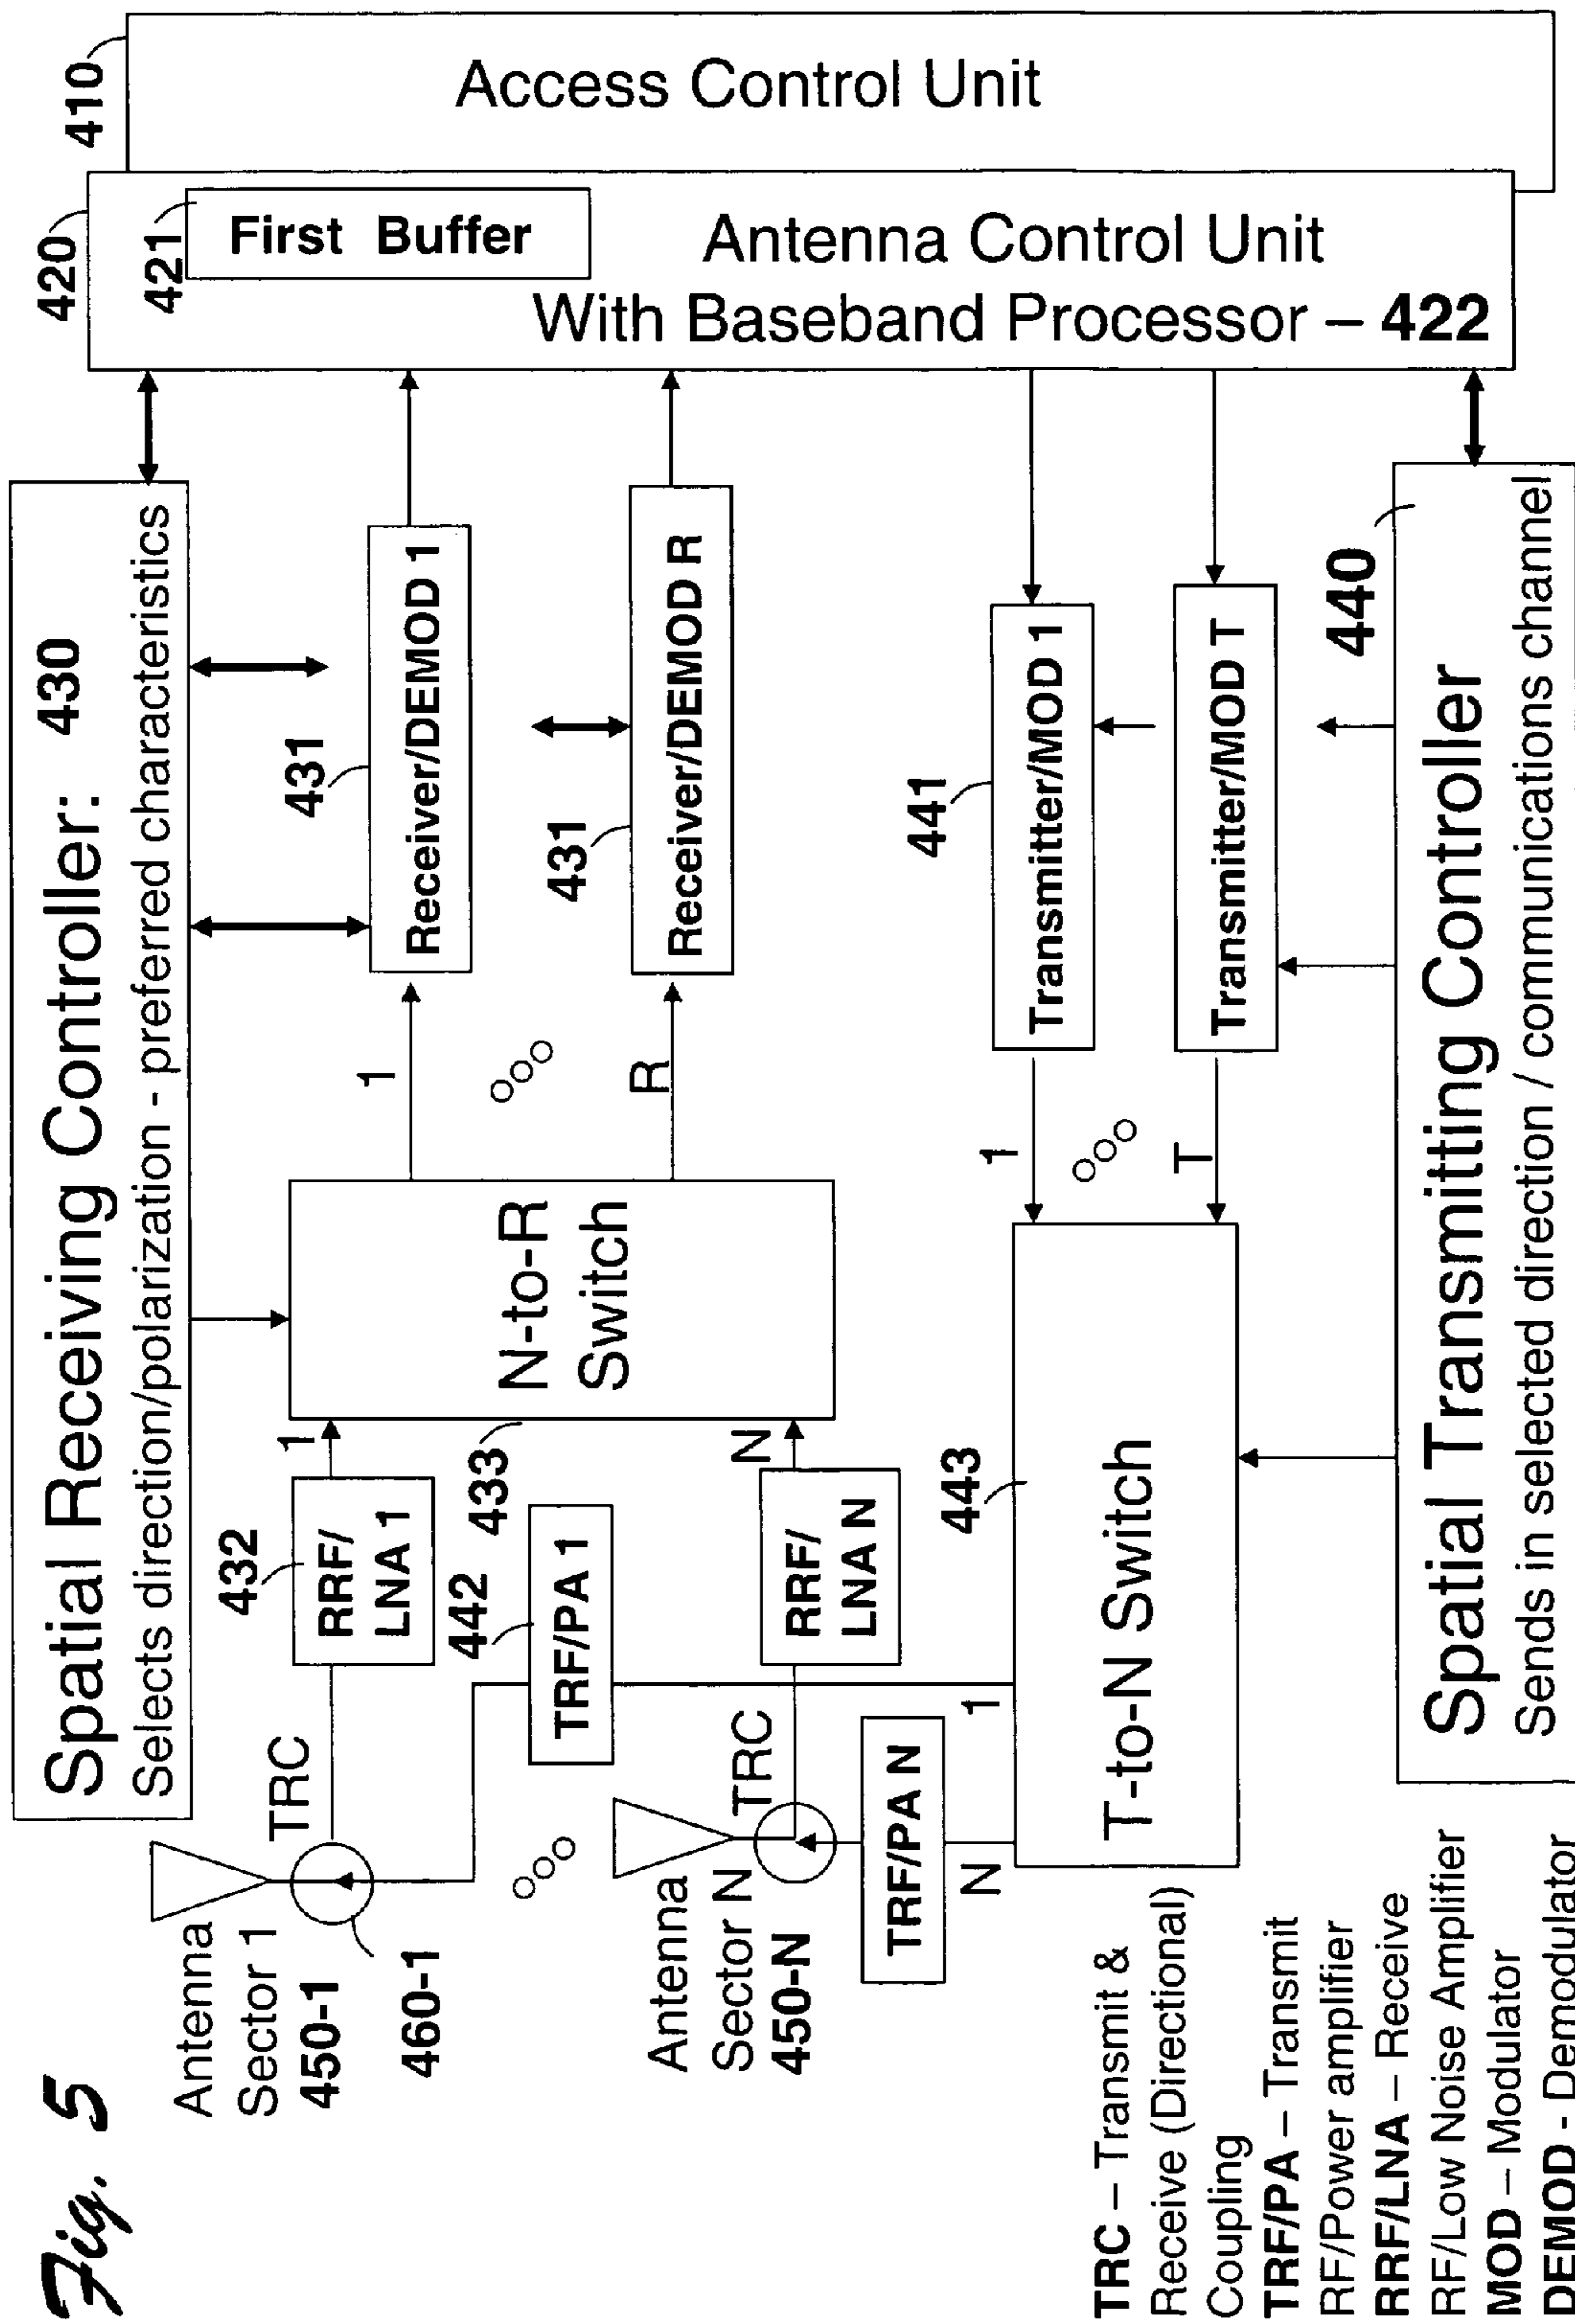 Fig. 5
Spatial Receiving Controller: 430
Selects direction/polarization - preferred characteristics
420
410
421
First Buffer
Access Control Unit
Antenna Control Unit
With Baseband Processor – 422
Antenna
Sector 1
450-1
460-1
TRC
432
RRF/
LNA 1
1
442
TRF/PA 1
433
N-to-R
Switch
1
431
Receiver/DEMOD 1
R
431
Receiver/DEMOD R
Antenna
Sector N
450-N
TRC
RRF/
LNA N
N
TRF/PA N
N
1
443
T-to-N Switch
1
441
Transmitter/MOD 1
T
Transmitter/MOD T
440
Spatial Transmitting Controller
Sends in selected direction / communications channel
TRC – Transmit &
Receive (Directional)
Coupling
TRF/PA – Transmit
RF/Power amplifier
RRF/LNA – Receive
RF/Low Noise Amplifier
MOD – Modulator
DEMOD - Demodulator